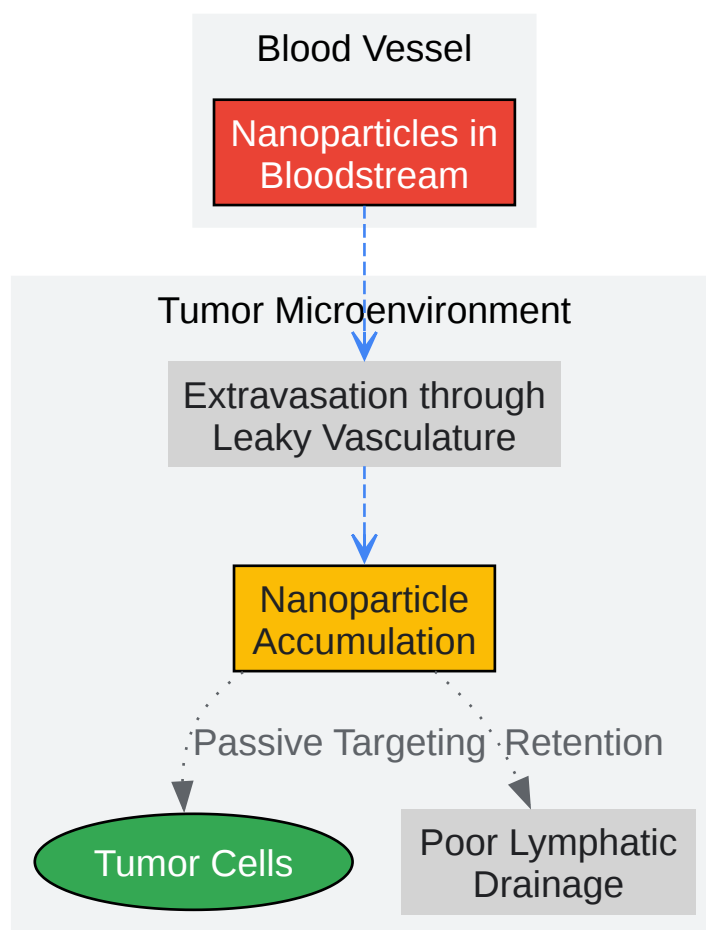 Blood Vessel
Nanoparticles in
Bloodstream
Tumor Microenvironment
Extravasation through
Leaky Vasculature
Nanoparticle
Accumulation
Passive Targeting
Retention
Tumor Cells
Poor Lymphatic
Drainage